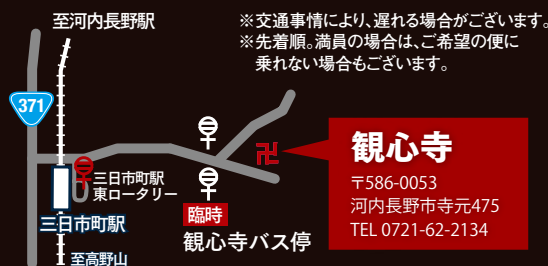 至河内長野駅
※交通事情により、遅れる場合がございます。
※先着順。満員の場合は、ご希望の便に
乗れない場合もございます。
371
卍
観心寺
〒586-0053
河内長野市寺元475
TEL 0721-62-2134
三日市町駅
東ロータリー
臨時
観心寺バス停
三日市町駅
至高野山